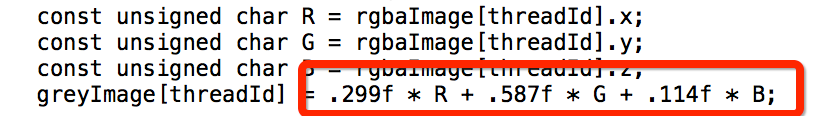 const unsigned char R = rgbaImage[threadId].x;
const unsigned char G = rgbaImage[threadId].y;
const unsigned char B = rgbaImage[threadId].z;
greyImage[threadId] = .299f * R + .587f * G + .114f * B;